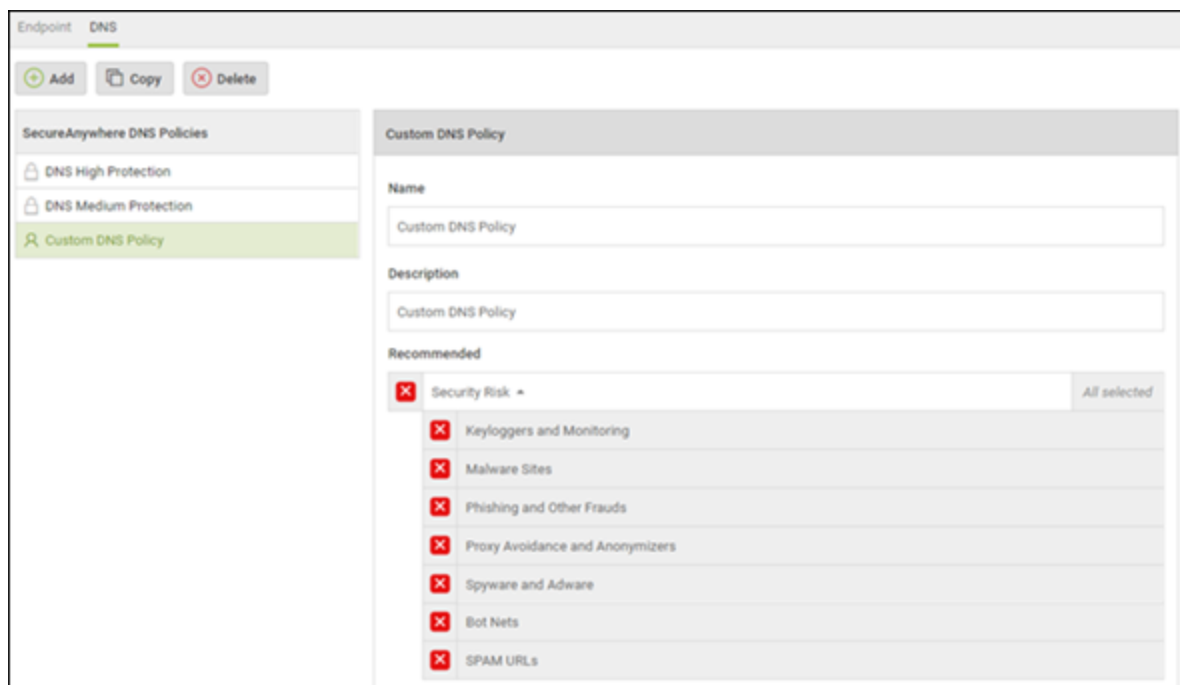 Endpoint DNS
Add Copy Delete
SecureAnywhere DNS Policies
DNS High Protection
DNS Medium Protection
Custom DNS Policy
Custom DNS Policy
Name
Custom DNS Policy
Description
Custom DNS Policy
Recommended
Security Risk All selected
Keyloggers and Monitoring
Malware Sites
Phishing and Other Frauds
Proxy Avoidance and Anonymizers
Spyware and Adware
Bot Nets
SPAM URLs